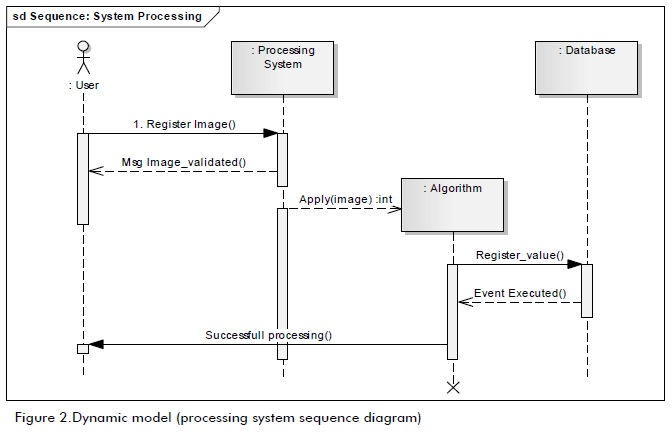 sd Sequence: System Processing
: User
: Processing
System
: Database
1. Register Image()
Msg Image_validated()
Apply(image) :int
: Algorithm
Register_value()
Event Executed()
Successfull processing()
Figure 2.Dynamic model (processing system sequence diagram)